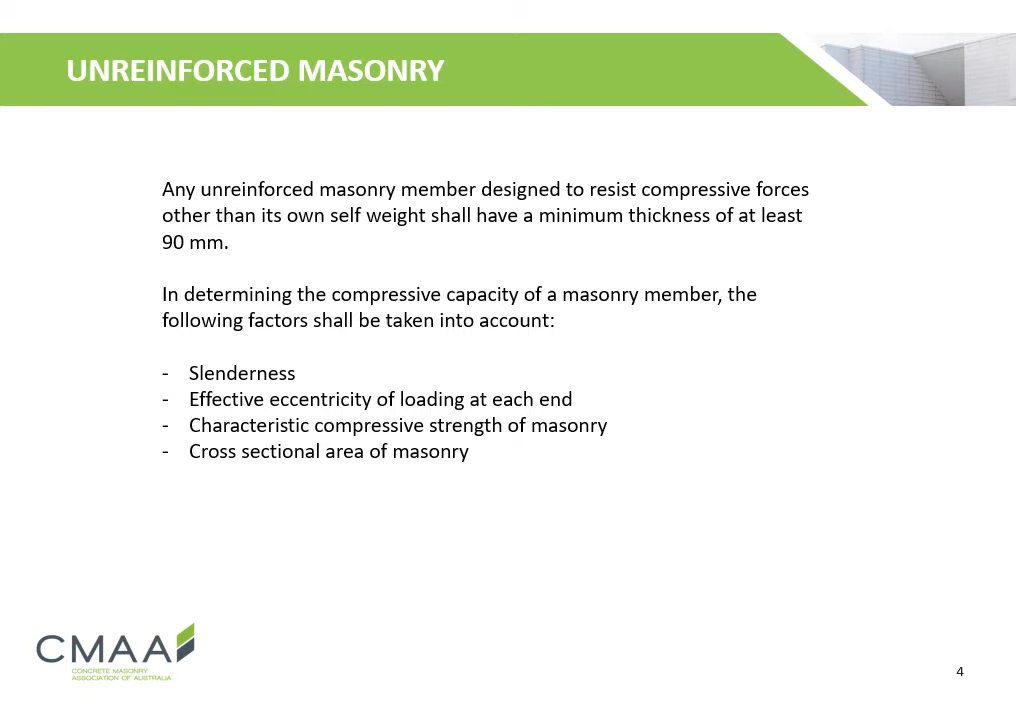 UNREINFORCED MASONRY
Any unreinforced masonry member designed to resist compressive forces
other than its own self weight shall have a minimum thickness of at least
90 mm.
In determining the compressive capacity of a masonry member, the
following factors shall be taken into account:
- Slenderness
- Effective eccentricity of loading at each end
- Characteristic compressive strength of masonry
- Cross sectional area of masonry
CMAA
CONCRETE MASONRY
ASSOCIATION OF AUSTRALIA
4